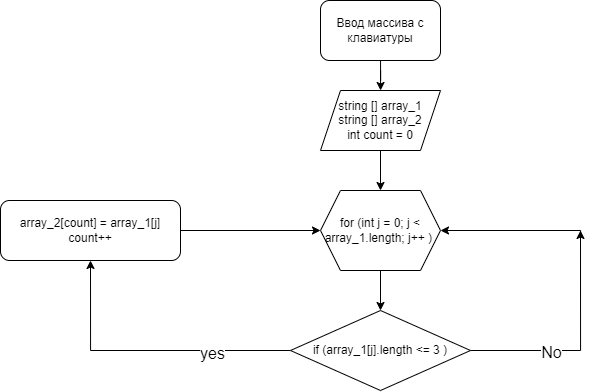 Ввод массива с
клавиатуры
string [] array_1
string [] array_2
int count = 0
array_2[count] = array_1[j]
count++
for (int j = 0; j <
array_1.length; j++ )
if (array_1[j].length <= 3 )
yes
No